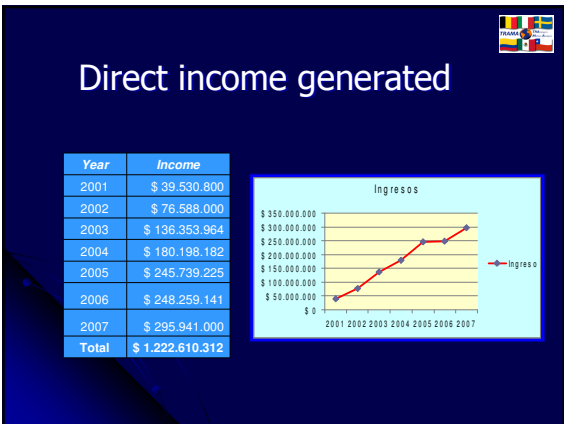 TRAMA
Direct income generated
Year Income
2001 $ 39.530.800
2002 $ 76.588.000
2003 $ 136.353.964
2004 $ 180.198.182
2005 $ 245.739.225
2006 $ 248.259.141
2007 $ 295.941.000
Total $ 1.222.610.312
Ingresos
$ 350.000.000
$ 300.000.000
$ 250.000.000
$ 200.000.000
$ 150.000.000
$ 100.000.000
$ 50.000.000
$ 0
2001 2002 2003 2004 2005 2006 2007
Ingreso